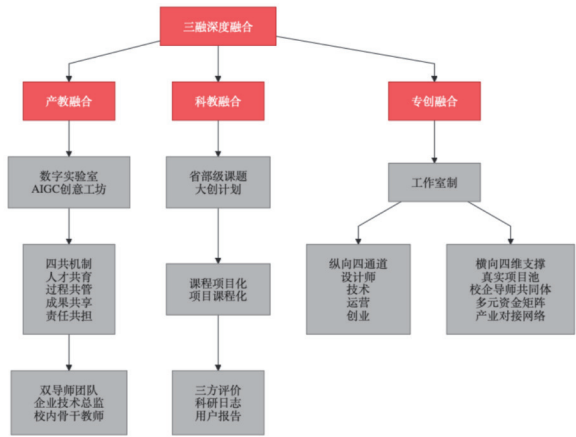 三融深度融合
产教融合
科教融合
专创融合
数字实验室
AIGC创意工坊
省部级课题
大创计划
工作室制
四共机制
人才共育
过程共管
成果共享
责任共担
课程项目化
项目课程化
纵向四通道
设计师
技术
运营
创业
横向四维支撑
真实项目池
校企导师共同体
多元资金矩阵
产业对接网络
双导师团队
企业技术总监
校内骨干教师
三方评价
科研日志
用户报告